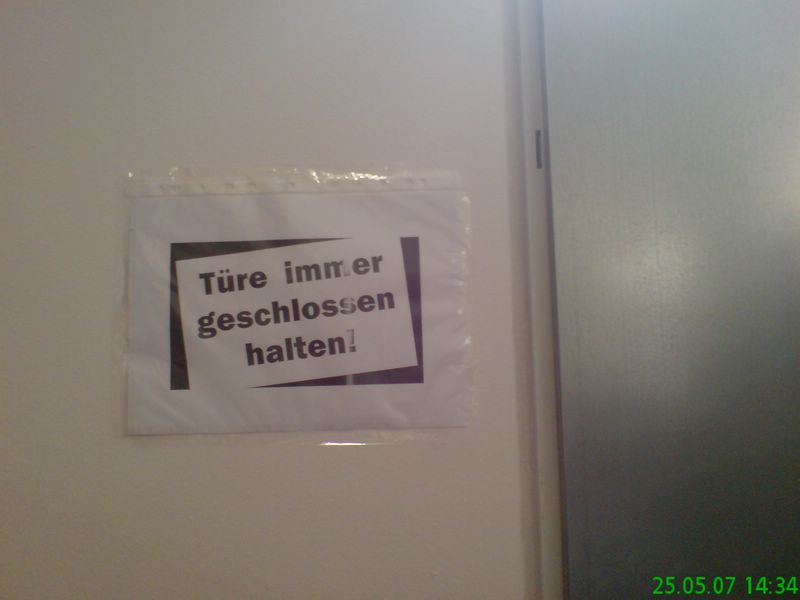 Türe immer
geschlossen
halten!
25.05.07 14:34